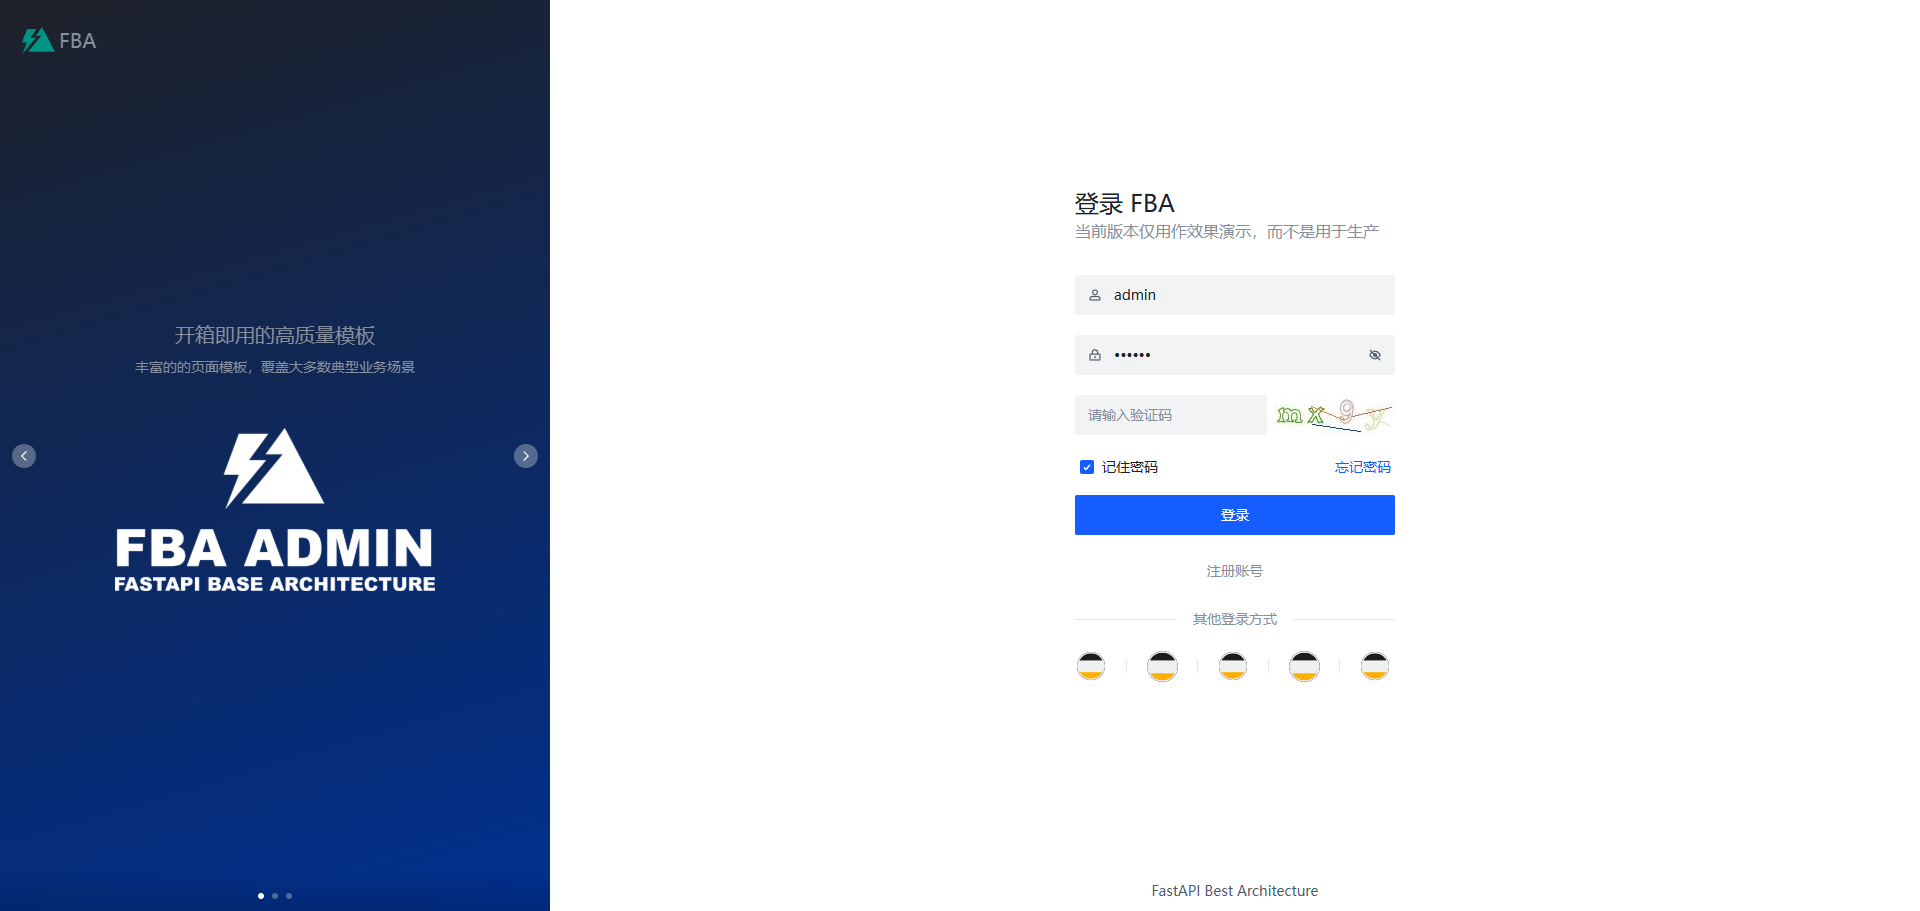 FBA
开箱即用的高质量模板
丰富的的页面模板，覆盖大多数典型业务场景
FBA ADMIN
FASTAPI BASE ARCHITECTURE
登录 FBA
当前版本仅用作效果演示，而不是用于生产
admin
••••••
请输入验证码
mx9y
记住密码
忘记密码
登录
注册账号
其他登录方式
FastAPI Best Architecture